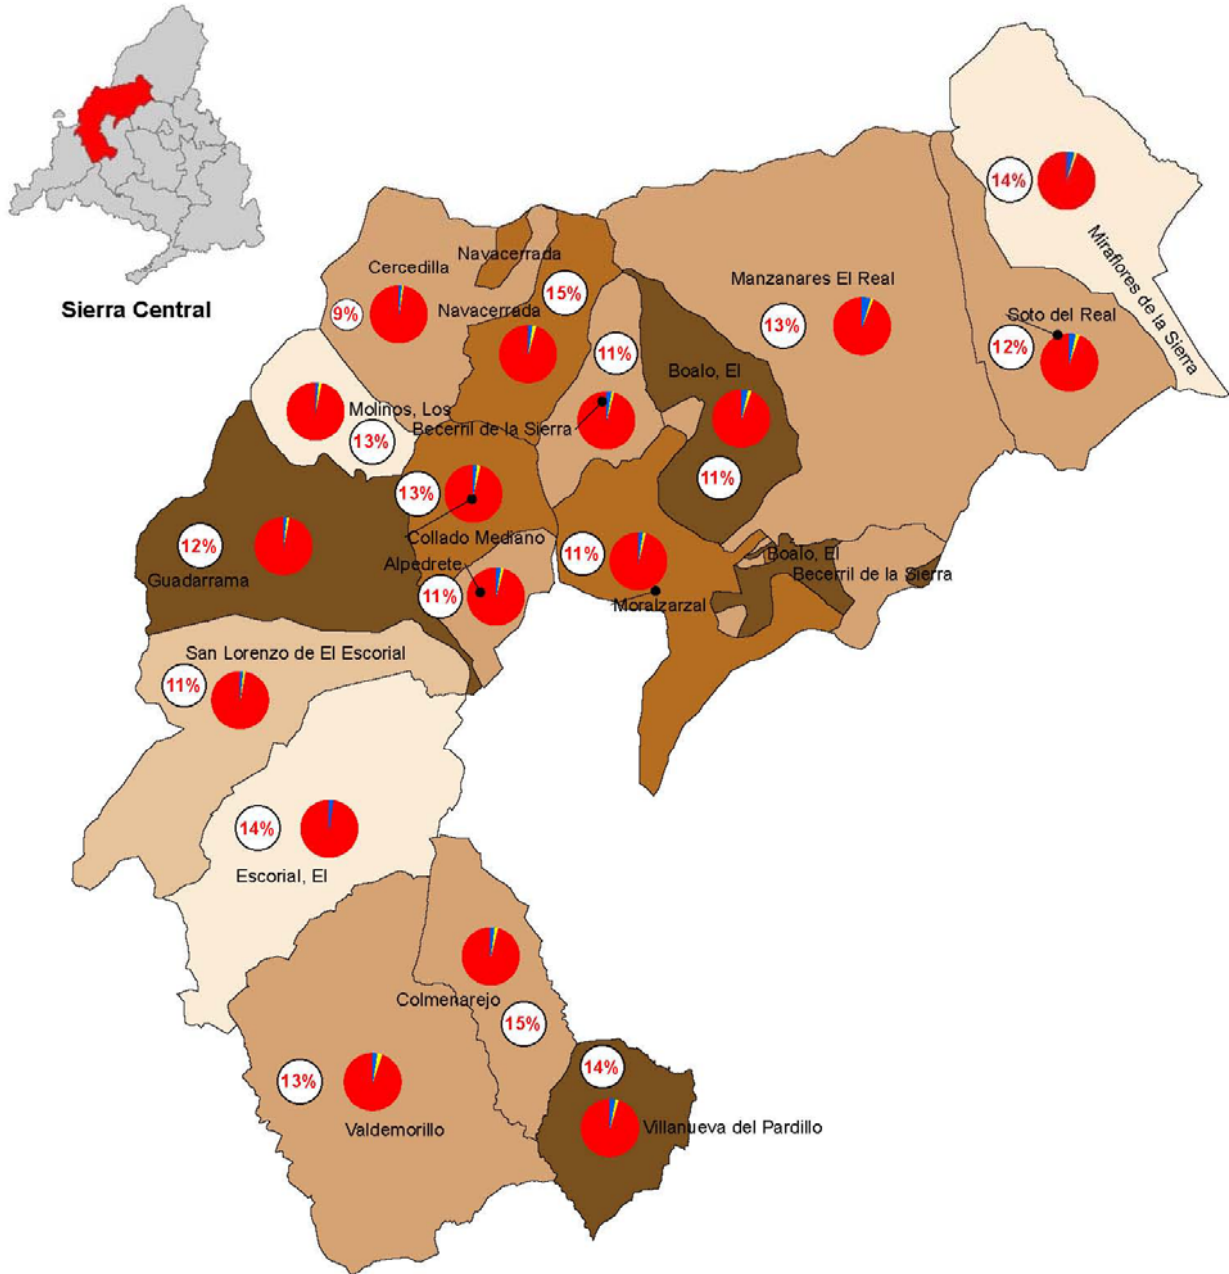 Sierra Central
14%
Miraflores de la Sierra
Navacerrada
Cercedilla
15%
Manzanares El Real
9%
Navacerrada
13%
Soto del Real
12%
11%
Boalo, El
Molinos, Los
Becerril de la Sierra
13%
11%
13%
Collado Mediano
12%
Guadarrama
Alpedrete
11%
11%
Boalo, El
Becerril de la Sierra
Moralzarzal
San Lorenzo de El Escorial
11%
14%
Escorial, El
Colmenarejo
15%
14%
13%
Valdemorillo
Villanueva del Pardillo